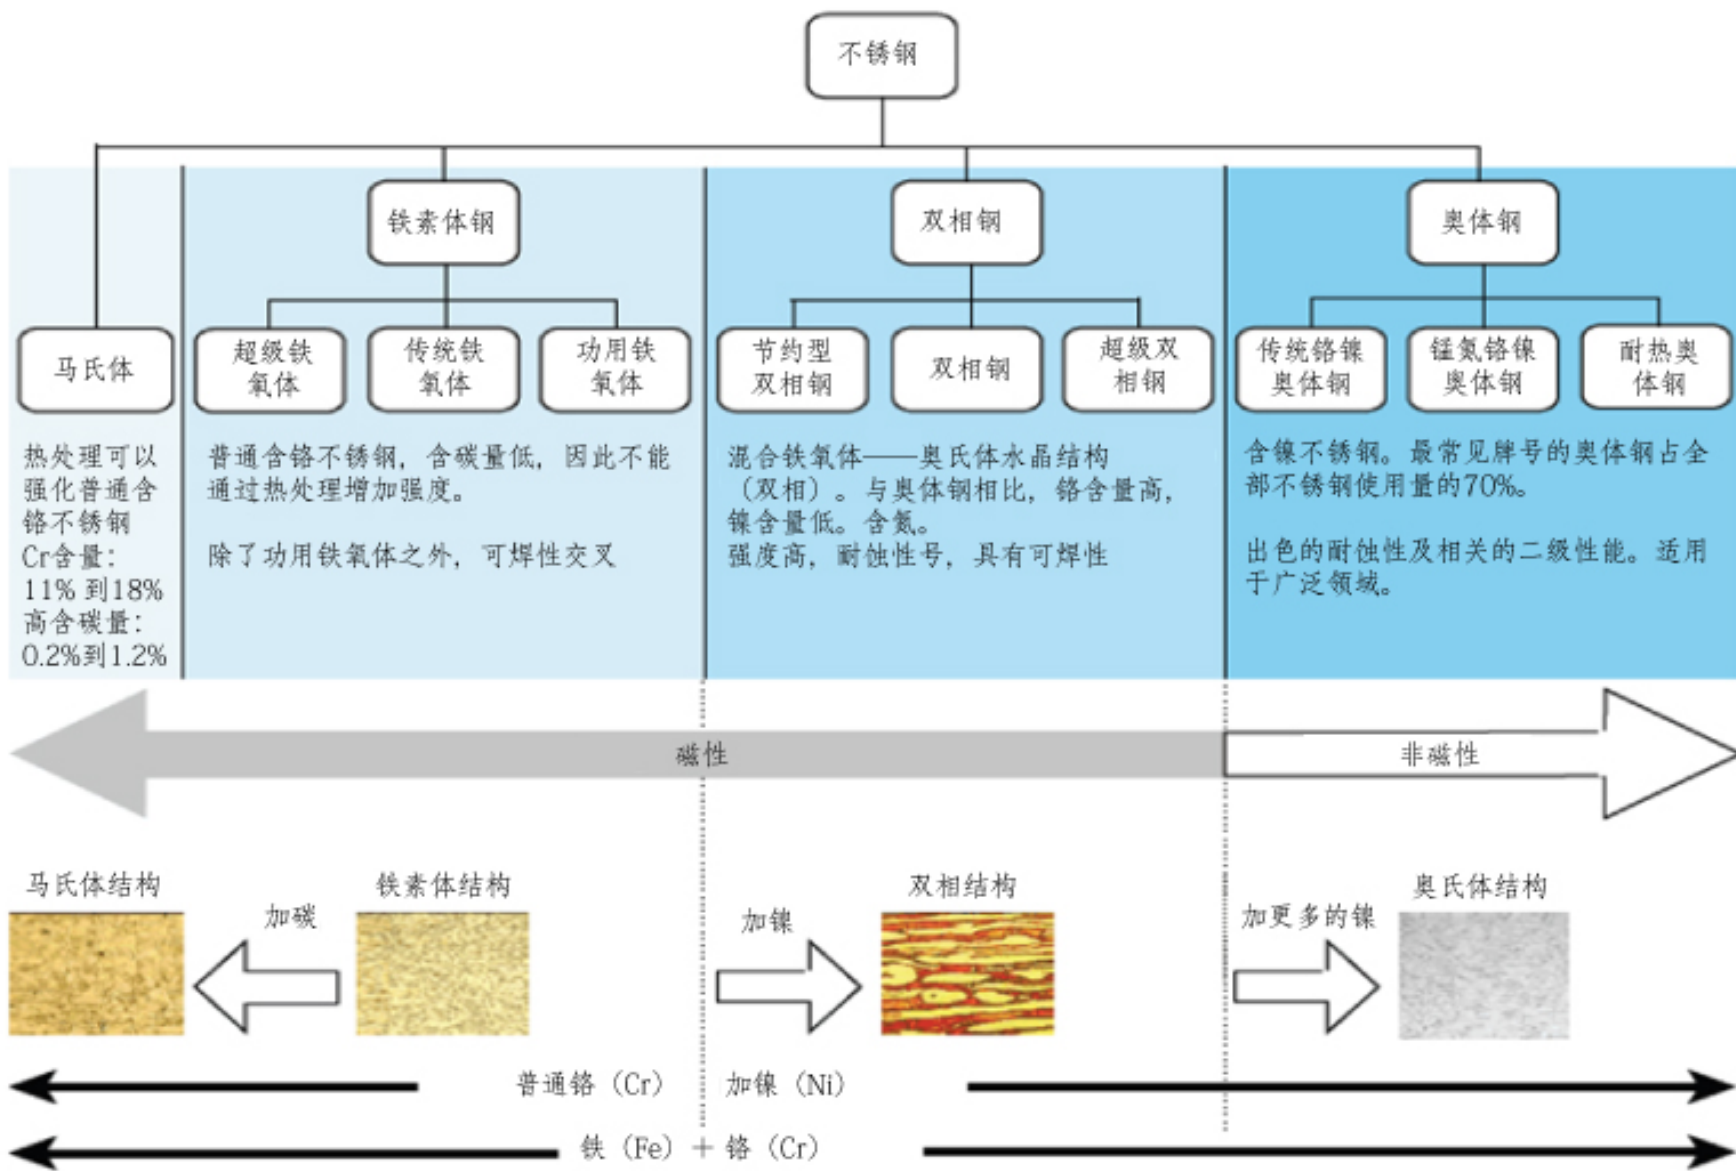 不锈钢
铁素体钢
双相钢
奥体钢
马氏体
超级铁
氧体
传统铁
氧体
功用铁
氧体
节约型
双相钢
双相钢
超级双
相钢
传统铬镍
奥体钢
锰氮铬镍
奥体钢
耐热奥
体钢
热处理可以
强化普通含
铬不锈钢
Cr含量：
11% 到18%
高含碳量：
0.2%到1.2%
普通含铬不锈钢，含碳量低，因此不能
通过热处理增加强度。
除了功用铁氧体之外，可焊性交叉
混合铁氧体——奥氏体水晶结构
（双相）。与奥体钢相比，铬含量高，
镍含量低。含氮。
强度高，耐蚀性号，具有可焊性
含镍不锈钢。最常见牌号的奥体钢占全
部不锈钢使用量的70%。
出色的耐蚀性及相关的二级性能。适用
于广泛领域。
磁性
非磁性
马氏体结构
加碳
铁素体结构
加镍
双相结构
加更多的镍
奥氏体结构
普通铬（Cr）
加镍（Ni）
铁（Fe）＋铬（Cr）